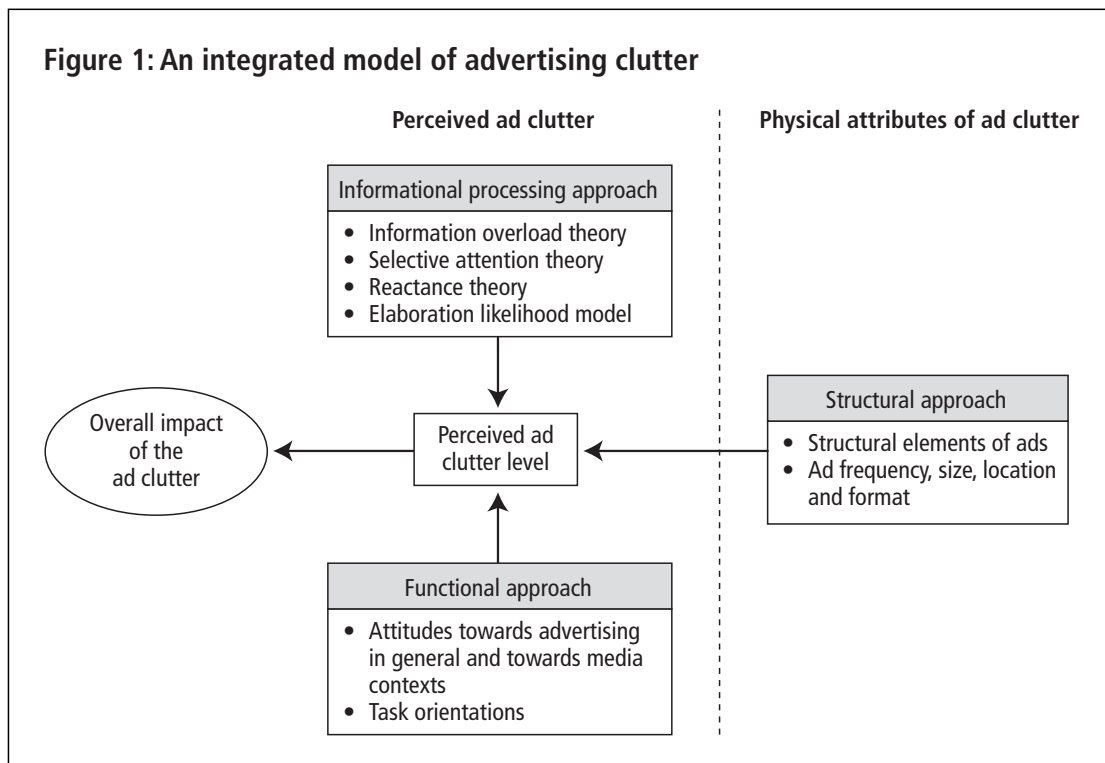 Figure 1: An integrated model of advertising clutter
Perceived ad clutter
Physical attributes of ad clutter
Informational processing approach
• Information overload theory
• Selective attention theory
• Reactance theory
• Elaboration likelihood model
Overall impact
of the
ad clutter
Perceived ad
clutter level
Structural approach
• Structural elements of ads
• Ad frequency, size, location
and format
Functional approach
• Attitudes towards advertising
in general and towards media
contexts
• Task orientations